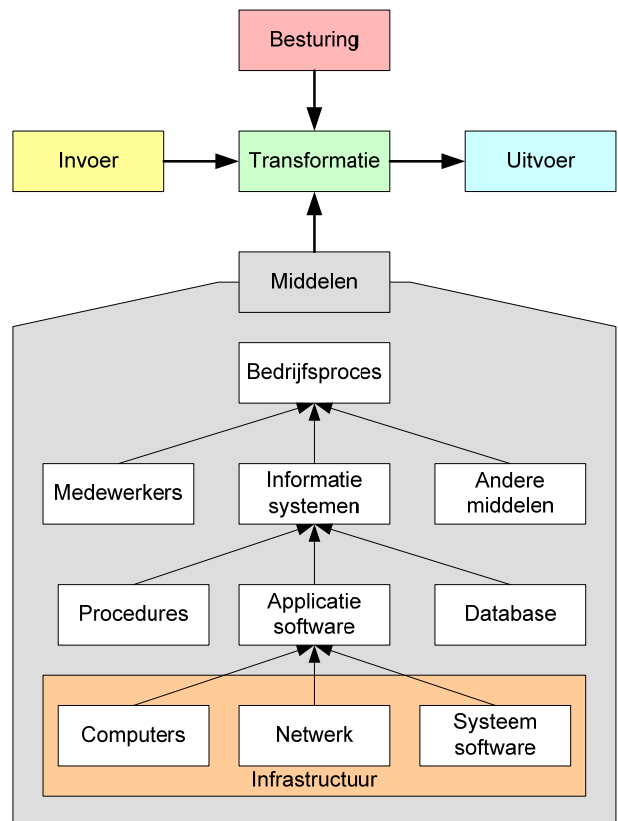 Besturing
Invoer
Transformatie
Uitvoer
Middelen
Bedrijfsproces
Medewerkers
Informatie
systemen
Andere
middelen
Procedures
Applicatie
software
Database
Computers
Netwerk
Systeem
software
Infrastructuur